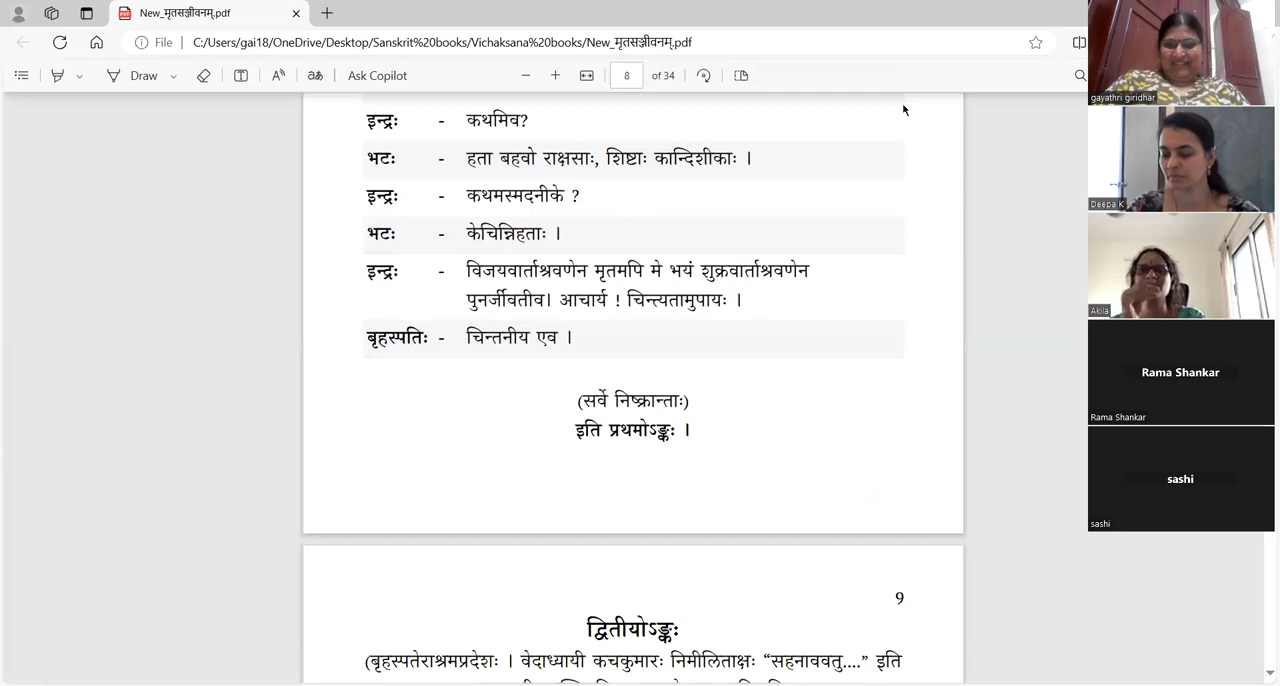 New_मृतसञ्जीवनम्.pdf
File | C:/Users/gai18/OneDrive/Desktop/Sanskrit%20books/Vichaksana%20books/New_मृतसञ्जीवनम्.pdf
Draw
Ask Copilot
8 of 34
इन्द्रः - कथमिव?
भटः - हता बहवो राक्षसाः, शिष्टाः कान्दिशीकाः ।
इन्द्रः - कथमस्मदनीके ?
भटः - केचिन्निहताः ।
इन्द्रः - विजयवार्ताश्रवणेन मृतमपि मे भयं शुक्रवार्ताश्रवणेन
पुनर्जीवतीव। आचार्य ! चिन्त्यतामुपायः ।
बृहस्पतिः - चिन्तनीय एव ।
(सर्वे निष्क्रान्ताः)
इति प्रथमोऽङ्कः ।
9
द्वितीयोऽङ्कः
(बृहस्पतेराश्रमप्रदेशः । वेदाध्यायी कचकुमारः निमीलिताक्षः “सहनाववतु....” इति
gayathri giridhar
Deepa K
Akila
Rama Shankar
Rama Shankar
sashi
sashi